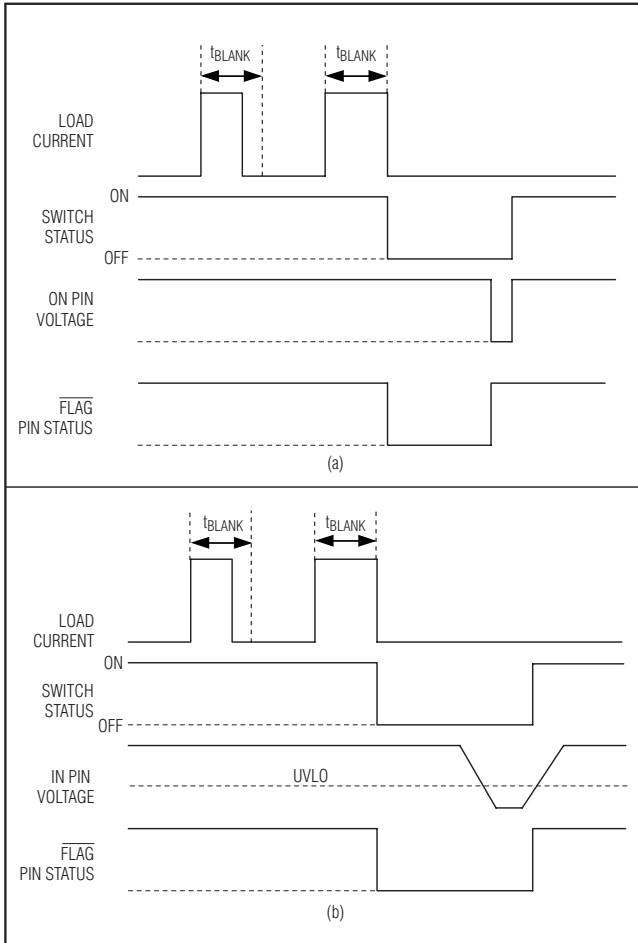 tBLANK tBLANK
LOAD
CURRENT
ON
SWITCH
STATUS
OFF
ON PIN
VOLTAGE
FLAG
PIN STATUS
(a)
tBLANK tBLANK
LOAD
CURRENT
ON
SWITCH
STATUS
OFF
UVLO
IN PIN
VOLTAGE
FLAG
PIN STATUS
(b)